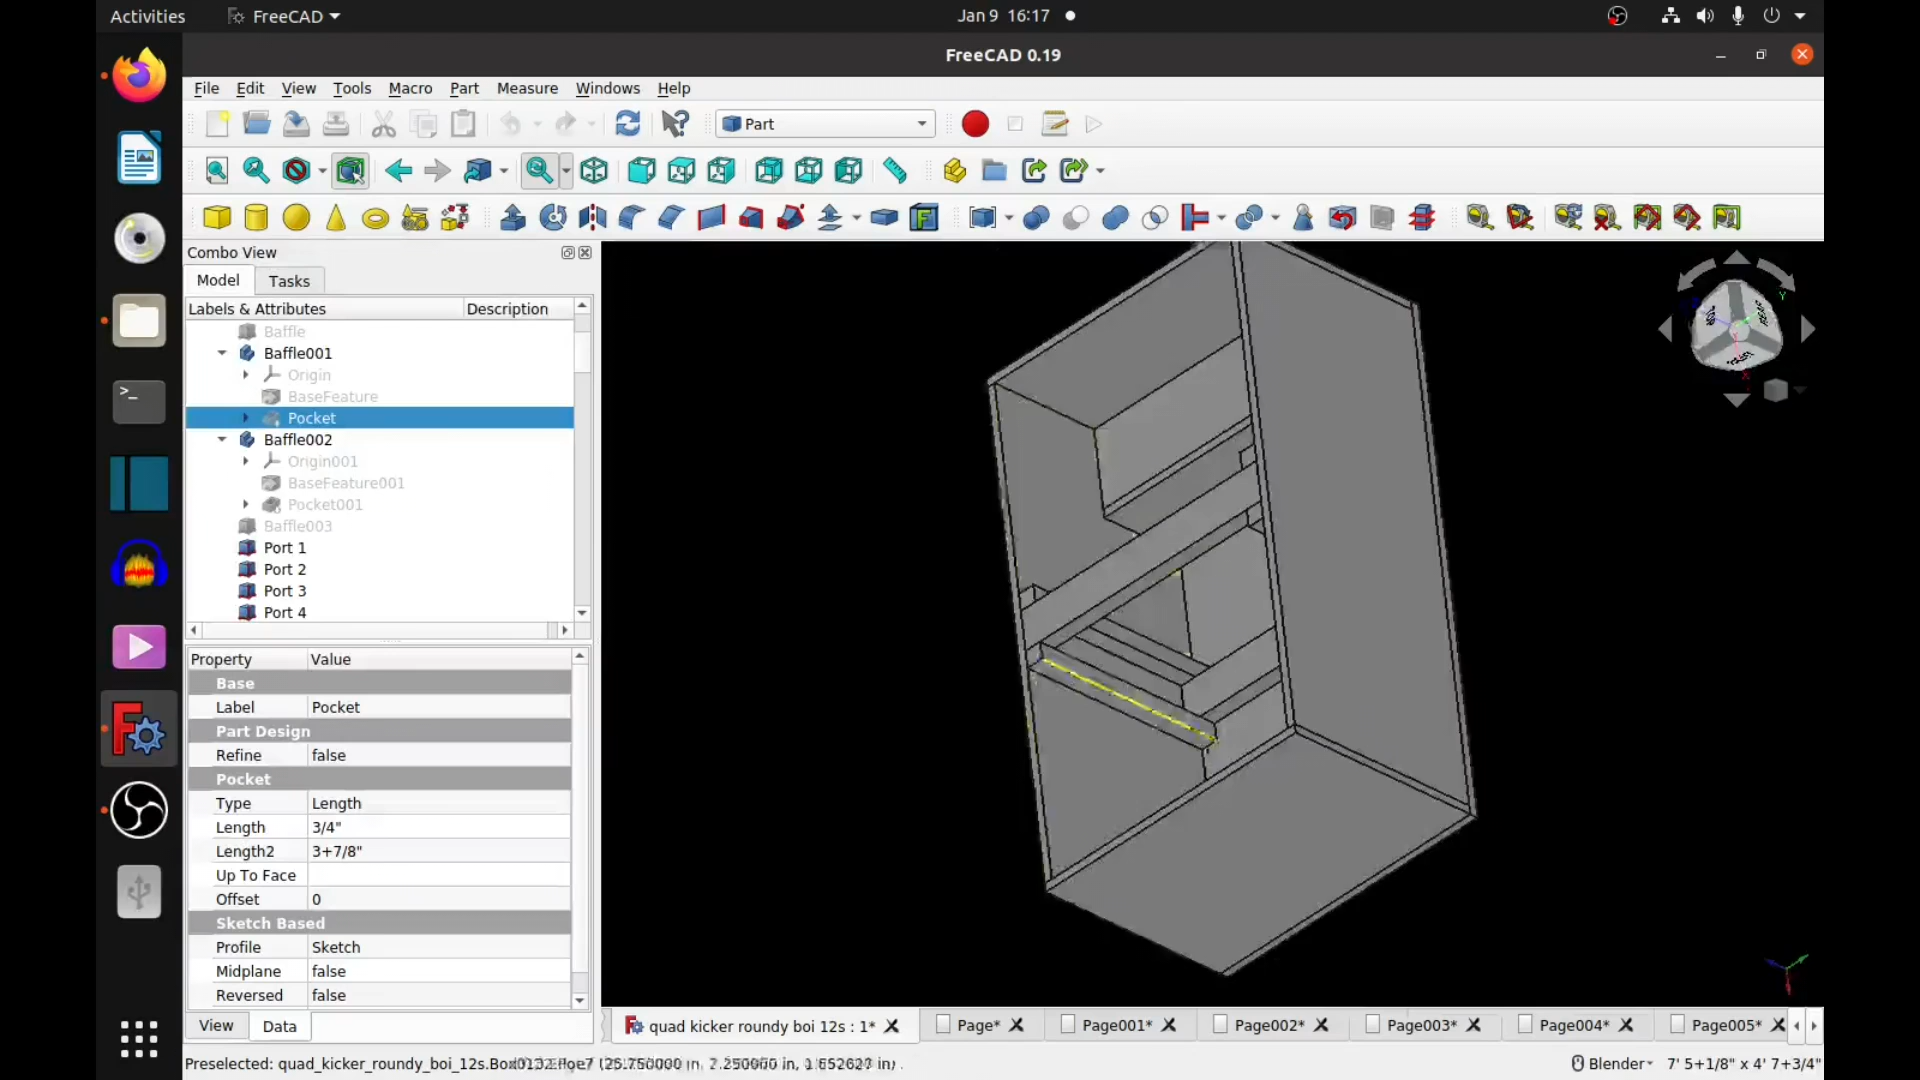 Activities
FreeCAD
Jan 9 16:17
FreeCAD 0.19
File Edit View Tools Macro Part Measure Windows Help
Part
Combo View
Model Tasks
Labels & Attributes Description
Baffle
Baffle001
Origin
BaseFeature
Pocket
Baffle002
Origin001
BaseFeature001
Pocket001
Baffle003
Port 1
Port 2
Port 3
Port 4
Property Value
Base
Label Pocket
Part Design
Refine false
Pocket
Type Length
Length 3/4"
Length2 3+7/8"
Up To Face
Offset 0
Sketch Based
Profile Sketch
Midplane false
Reversed false
View Data
quad kicker roundy boi 12s : 1*
Page*
Page001*
Page002*
Page003*
Page004*
Page005*
Preselected: in,
Blender
7' 5+1/8" x 4' 7+3/4"